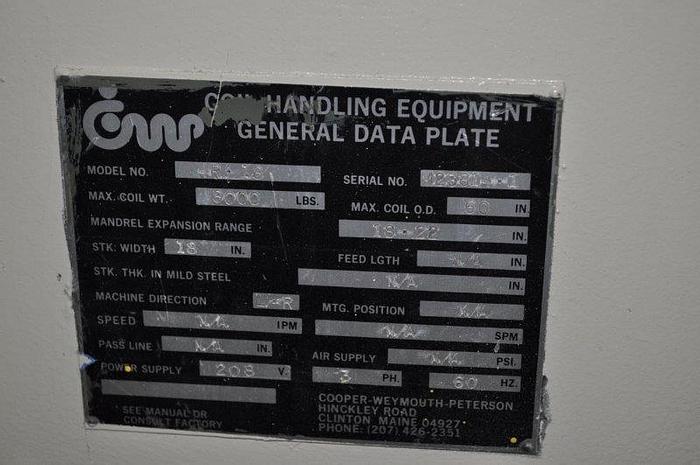 CWP COIL HANDLING EQUIPMENT
GENERAL DATA PLATE
MODEL NO.
SERIAL NO.
MAX. COIL WT. LBS.
MAX. COIL O.D. 60 IN.
MANDREL EXPANSION RANGE 18-22 IN.
STK: WIDTH 18 IN.
FEED LGTH IN.
STK. THK. IN MILD STEEL N/A IN.
MACHINE DIRECTION L-R
MTG. POSITION N/A
SPEED N/A IPM N/A SPM
PASS LINE N/A IN.
AIR SUPPLY N/A PSI.
POWER SUPPLY 208 V. 3 PH. 60 HZ.
SEE MANUAL OR
CONSULT FACTORY
COOPER-WEYMOUTH-PETERSON
HINCKLEY ROAD
CLINTON MAINE 04927
PHONE: (207) 426-2351